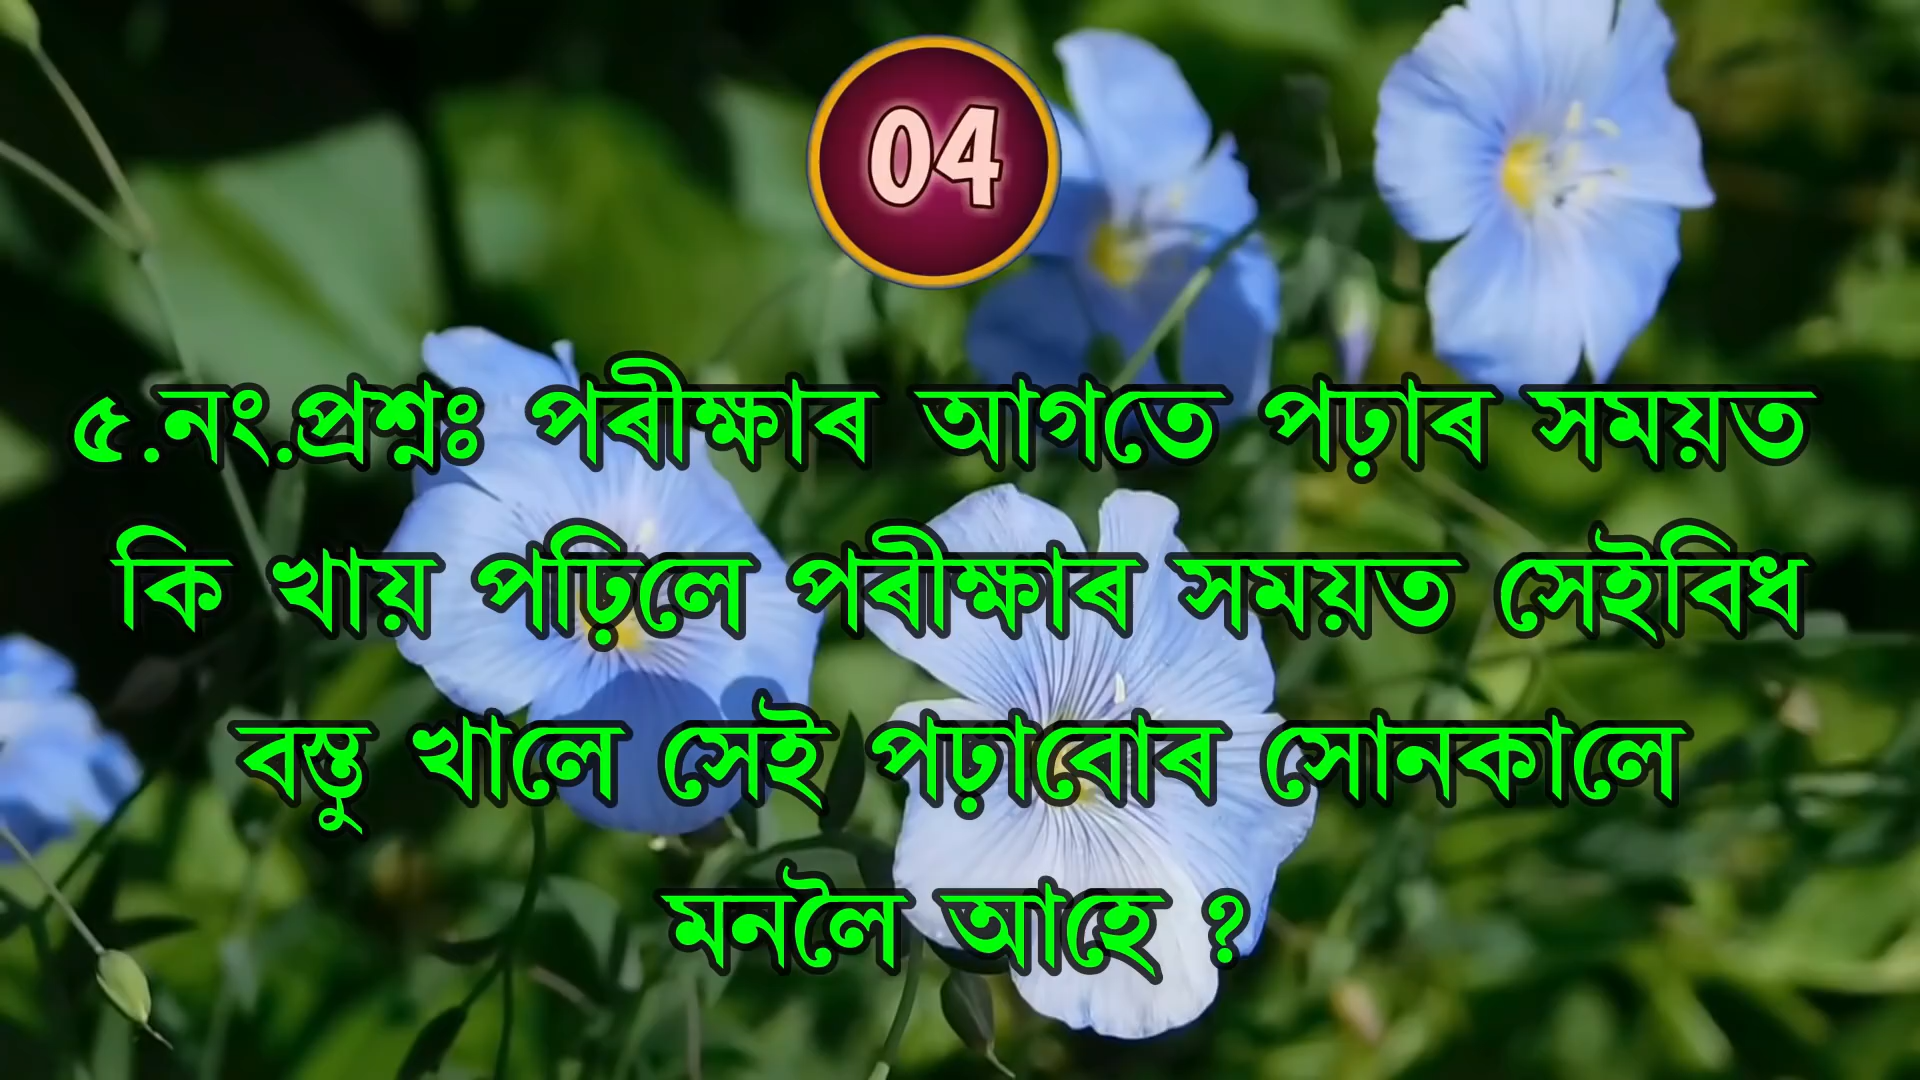 04
৫.নং.প্ৰশ্নঃ পৰীক্ষাৰ আগতে পঢ়াৰ সময়ত
কি খায় পঢ়িলে পৰীক্ষাৰ সময়ত সেইবিধ
বস্তু খালে সেই পঢ়াবোৰ সোনকালে
মনলৈ আহে ?